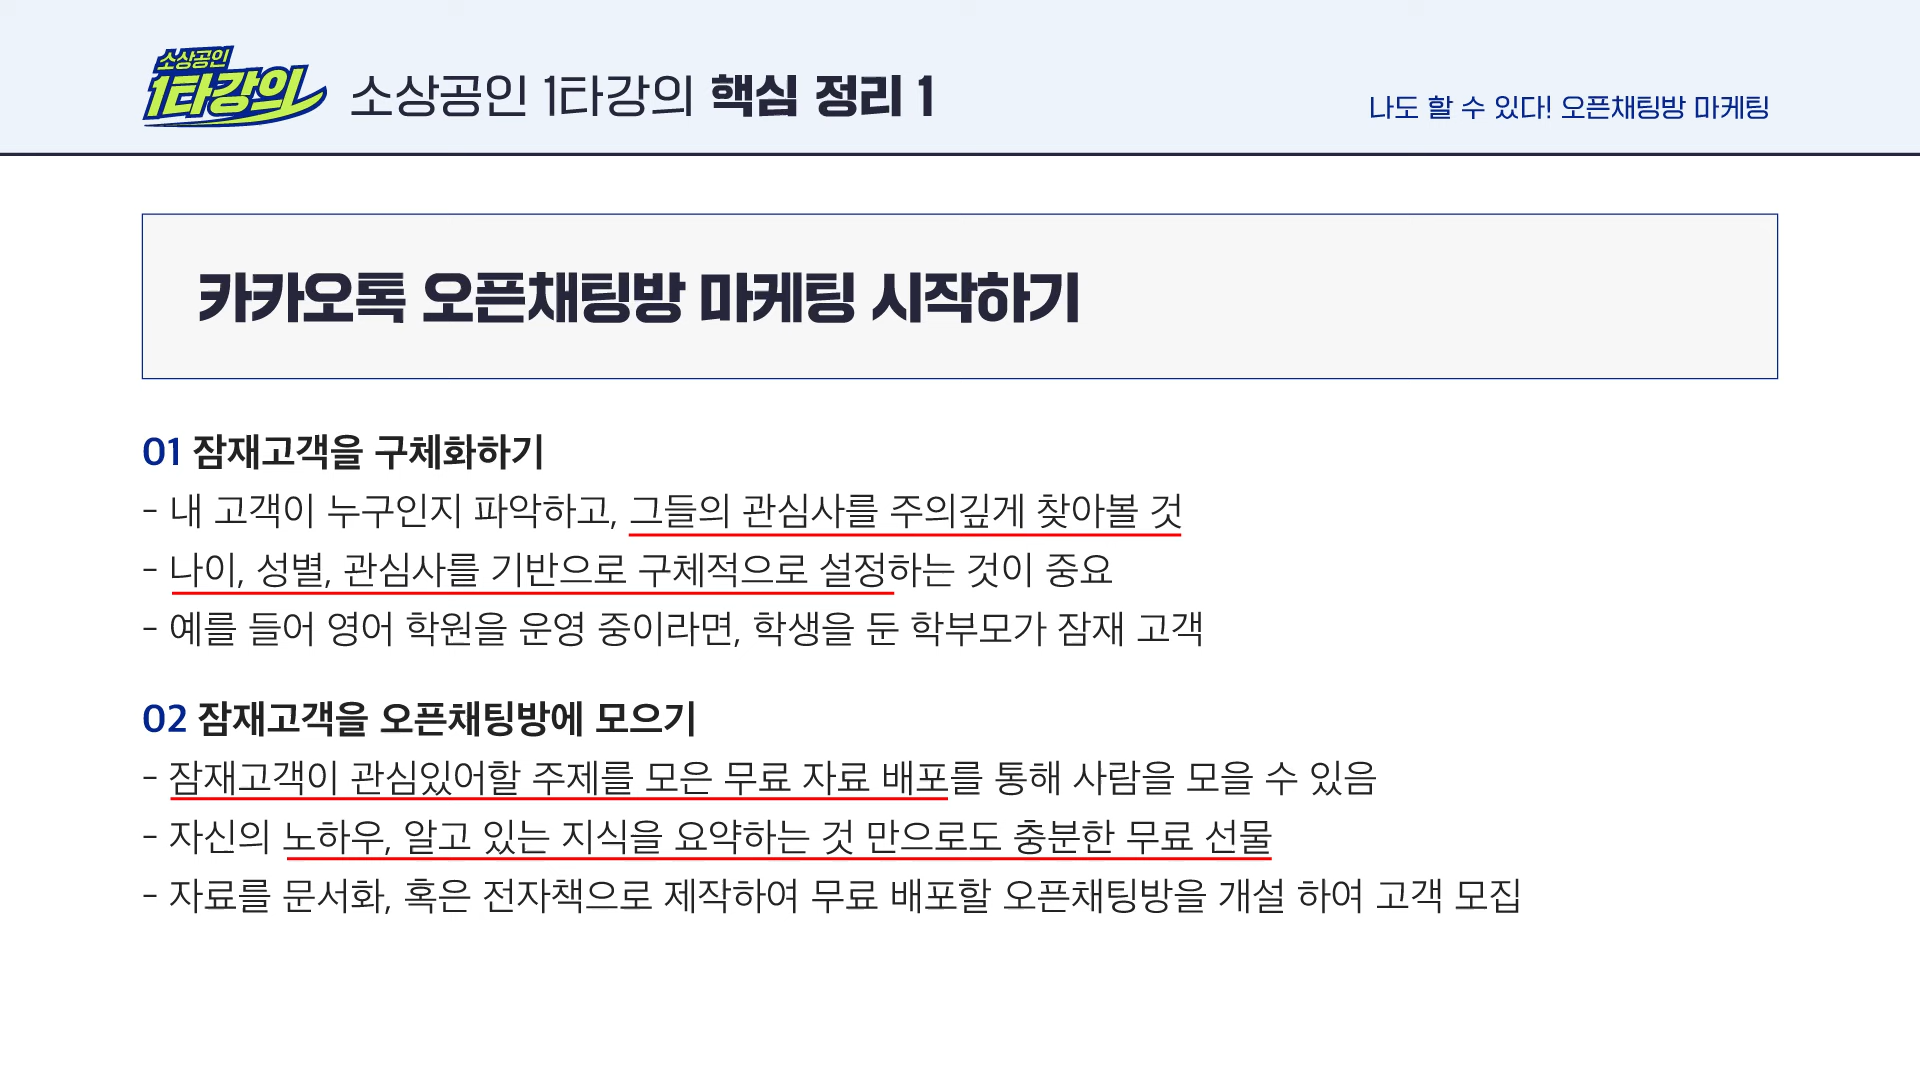 소상공인
1타강의
소상공인 1타강의 핵심 정리 1
나도 할 수 있다! 오픈채팅방 마케팅
카카오톡 오픈채팅방 마케팅 시작하기
01 잠재고객을 구체화하기
- 내 고객이 누구인지 파악하고, 그들의 관심사를 주의깊게 찾아볼 것
- 나이, 성별, 관심사를 기반으로 구체적으로 설정하는 것이 중요
- 예를 들어 영어 학원을 운영 중이라면, 학생을 둔 학부모가 잠재 고객
02 잠재고객을 오픈채팅방에 모으기
- 잠재고객이 관심있어할 주제를 모은 무료 자료 배포를 통해 사람을 모을 수 있음
- 자신의 노하우, 알고 있는 지식을 요약하는 것 만으로도 충분한 무료 선물
- 자료를 문서화, 혹은 전자책으로 제작하여 무료 배포할 오픈채팅방을 개설 하여 고객 모집